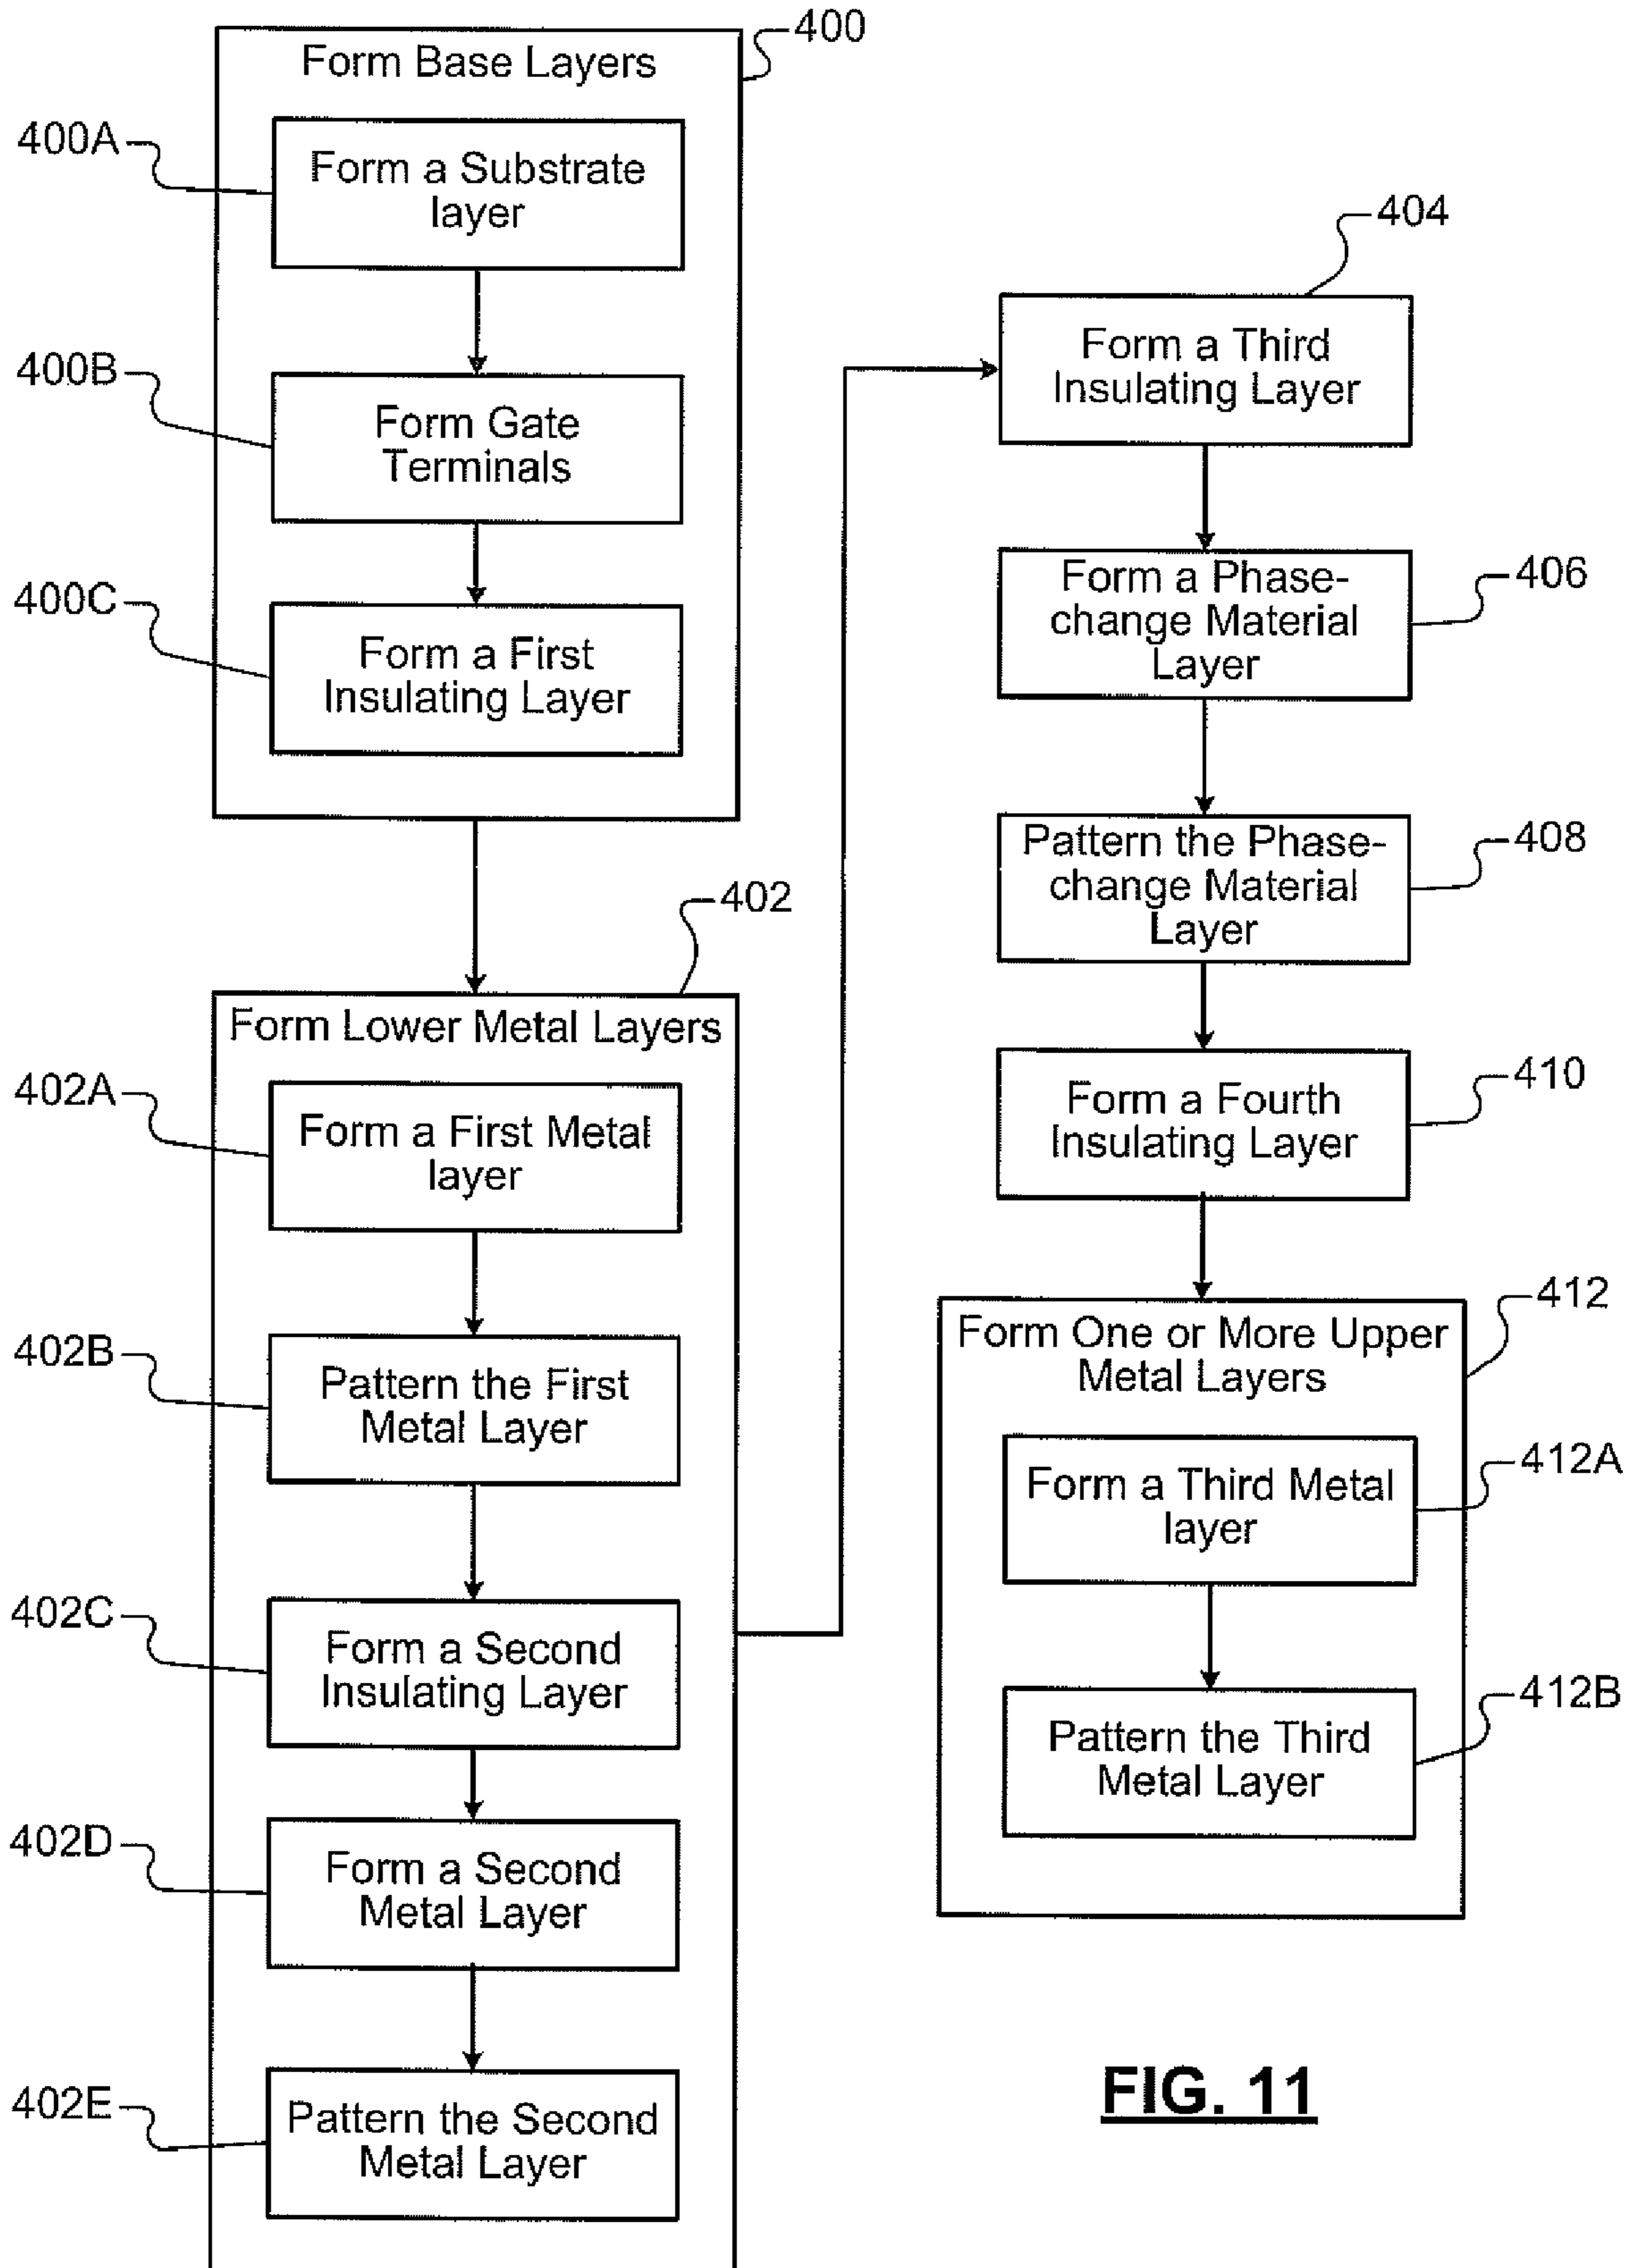 400
Form Base Layers
400A
Form a Substrate
layer
400B
Form Gate
Terminals
400C
Form a First
Insulating Layer
402
Form Lower Metal Layers
402A
Form a First Metal
layer
402B
Pattern the First
Metal Layer
402C
Form a Second
Insulating Layer
402D
Form a Second
Metal Layer
402E
Pattern the Second
Metal Layer
404
Form a Third
Insulating Layer
406
Form a Phase-
change Material
Layer
408
Pattern the Phase-
change Material
Layer
410
Form a Fourth
Insulating Layer
412
Form One or More Upper
Metal Layers
412A
Form a Third Metal
layer
412B
Pattern the Third
Metal Layer
FIG. 11